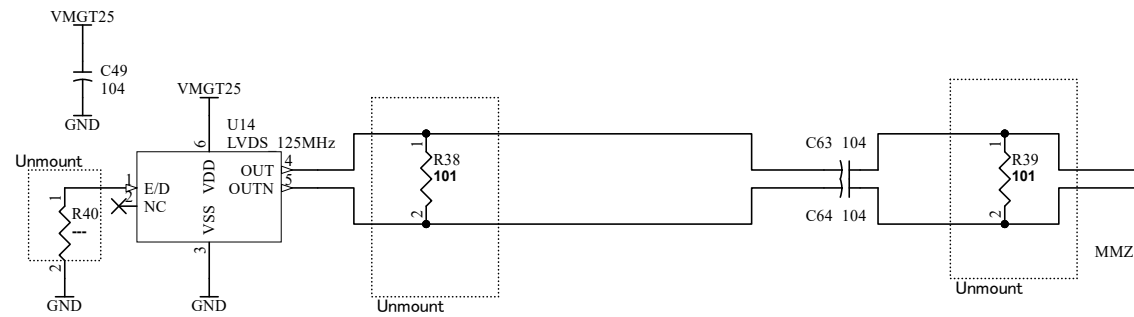 VMGT25
C49
104
GND
VMGT25
U14
LVDS_125MHz
6
VDD
4
OUT
5
OUTN
1
E/D
2
NC
VSS
3
GND
Unmount
1
R40
---
2
GND
1
R38
101
2
Unmount
C63 104
C64 104
1
R39
101
2
Unmount
MMZ